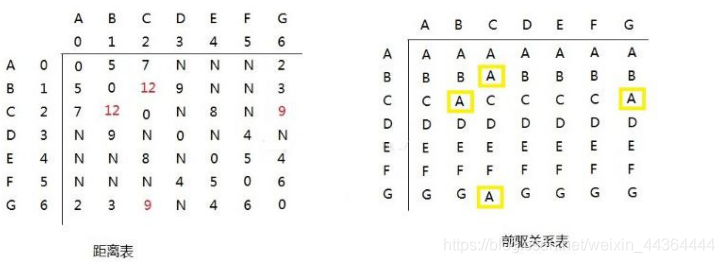 A B C D E F G
0 1 2 3 4 5 6
A 0 0 5 7 N N N 2
B 1 5 0 12 9 N N 3
C 2 7 12 0 N 8 N 9
D 3 N 9 N 0 N 4 N
E 4 N N 8 N 0 5 4
F 5 N N N 4 5 0 6
G 6 2 3 9 N 4 6 0
距离表
A B C D E F G
A A A A A A A A
B B B A B B B B
C C A C C C C A
D D D D D D D D
E E E E E E E E
F F F F F F F F
G G G A G G G G
前驱关系表
https://blog.csdn.net/weixin_44364444